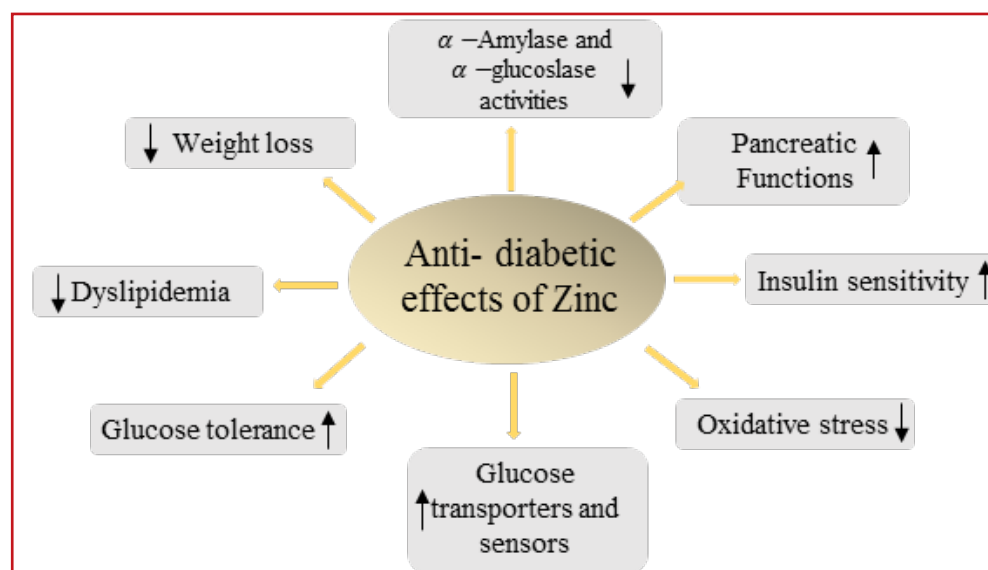 α –Amylase and
α –glucoslase
activities
Weight loss
Pancreatic
Functions
Anti- diabetic
effects of Zinc
Dyslipidemia
Insulin sensitivity
Glucose tolerance
Oxidative stress
Glucose
transporters and
sensors